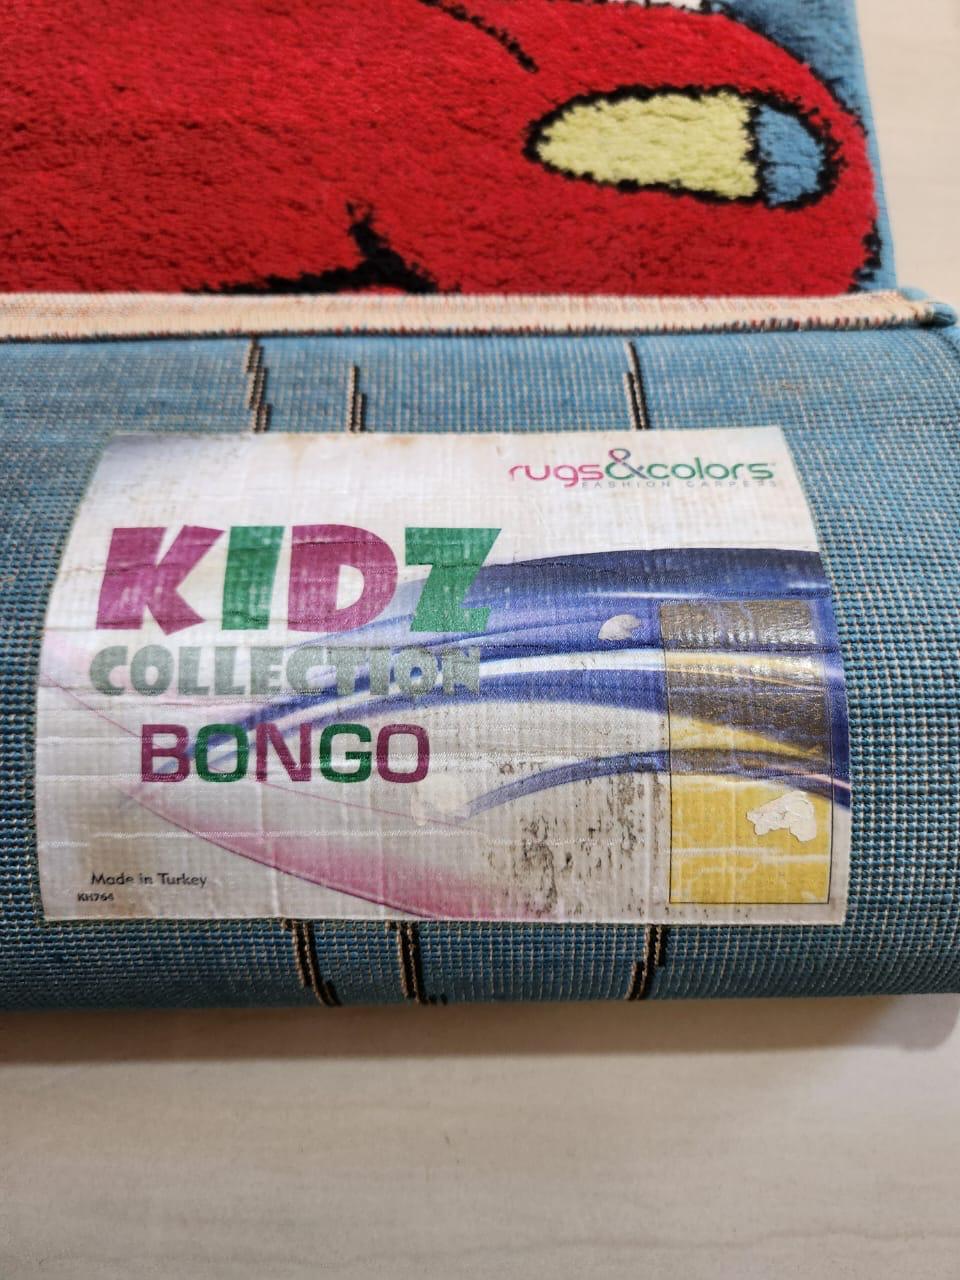 rugs&colors
FASHION CARPETS
KIDZ
COLLECTION
BONGO
Made in Turkey
KH764